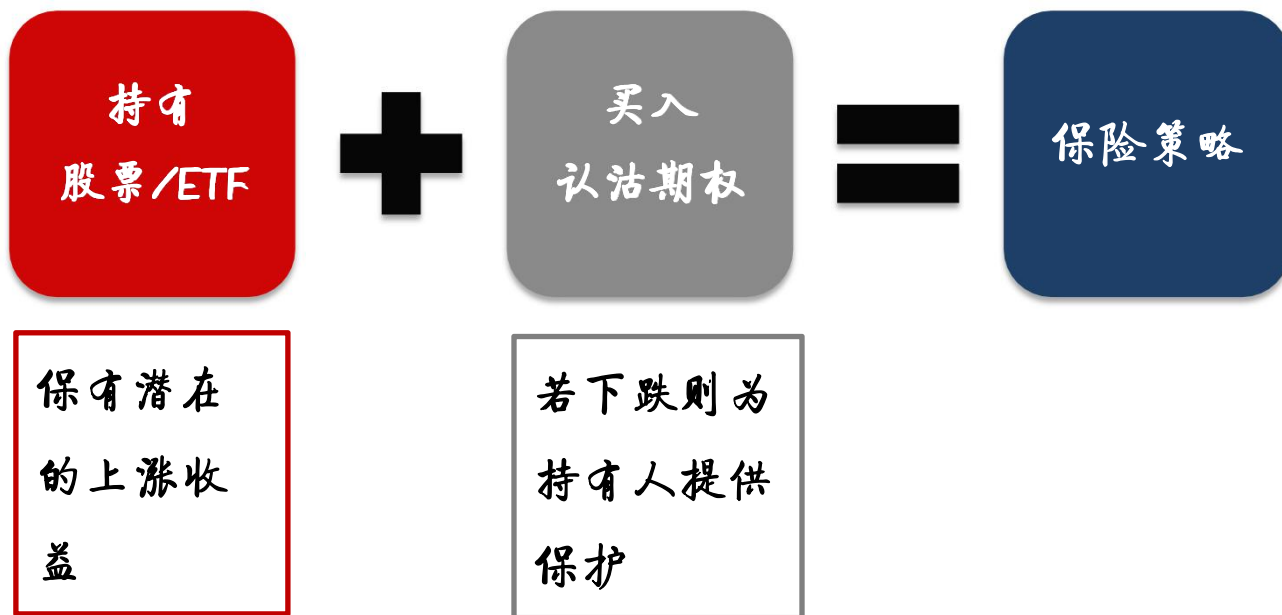 持有
股票/ETF
买入
认沽期权
保险策略
保有潜在
的上涨收
益
若下跌则为
持有人提供
保护